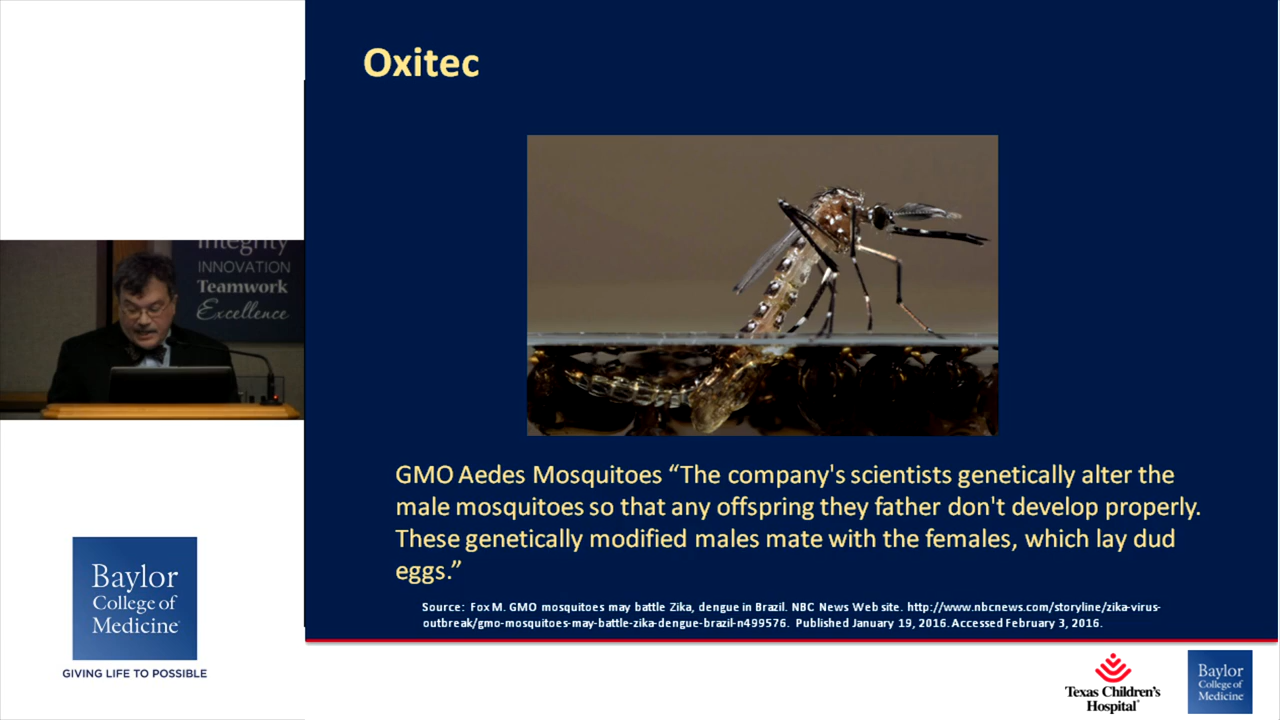 Oxitec
Integrity
INNOVATION
Teamwork
Excellence
GMO Aedes Mosquitoes “The company's scientists genetically alter the
male mosquitoes so that any offspring they father don't develop properly.
These genetically modified males mate with the females, which lay dud
eggs.”
Source: Fox M. GMO mosquitoes may battle Zika, dengue in Brazil. NBC News Web site. http://www.nbcnews.com/storyline/zika-virus-
outbreak/gmo-mosquitoes-may-battle-zika-dengue-brazil-n499576. Published January 19, 2016. Accessed February 3, 2016.
Baylor
College of
Medicine
GIVING LIFE TO POSSIBLE
Texas Children's
Hospital
Baylor
College of
Medicine